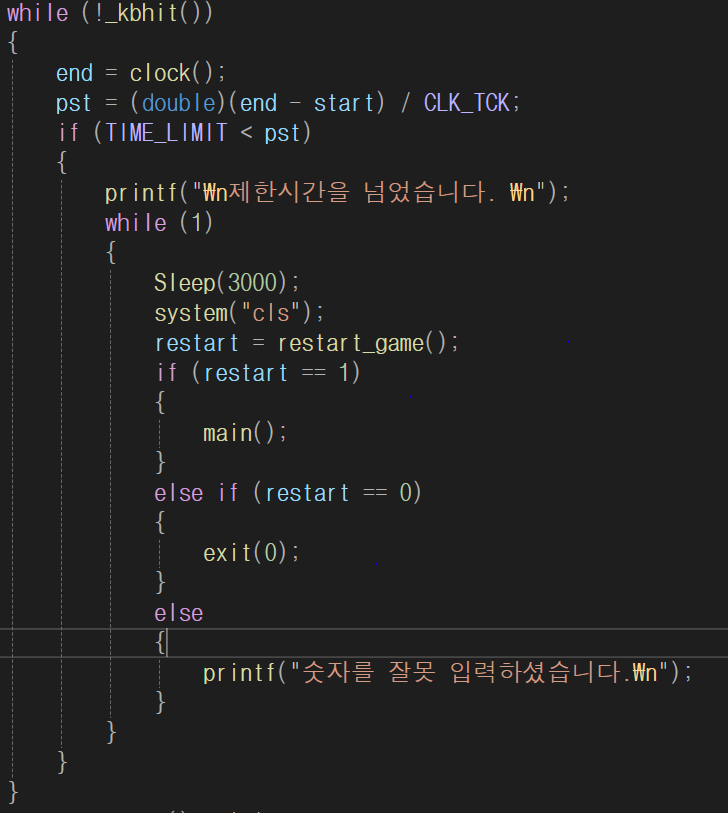 while (!_kbhit())
{
    end = clock();
    pst = (double)(end - start) / CLK_TCK;
    if (TIME_LIMIT < pst)
    {
        printf("₩n제한시간을 넘었습니다. ₩n");
        while (1)
        {
            Sleep(3000);
            system("cls");
            restart = restart_game();
            if (restart == 1)
            {
                main();
            }
            else if (restart == 0)
            {
                exit(0);
            }
            else
            {
                printf("숫자를 잘못 입력하셨습니다.₩n");
            }
        }
    }
}